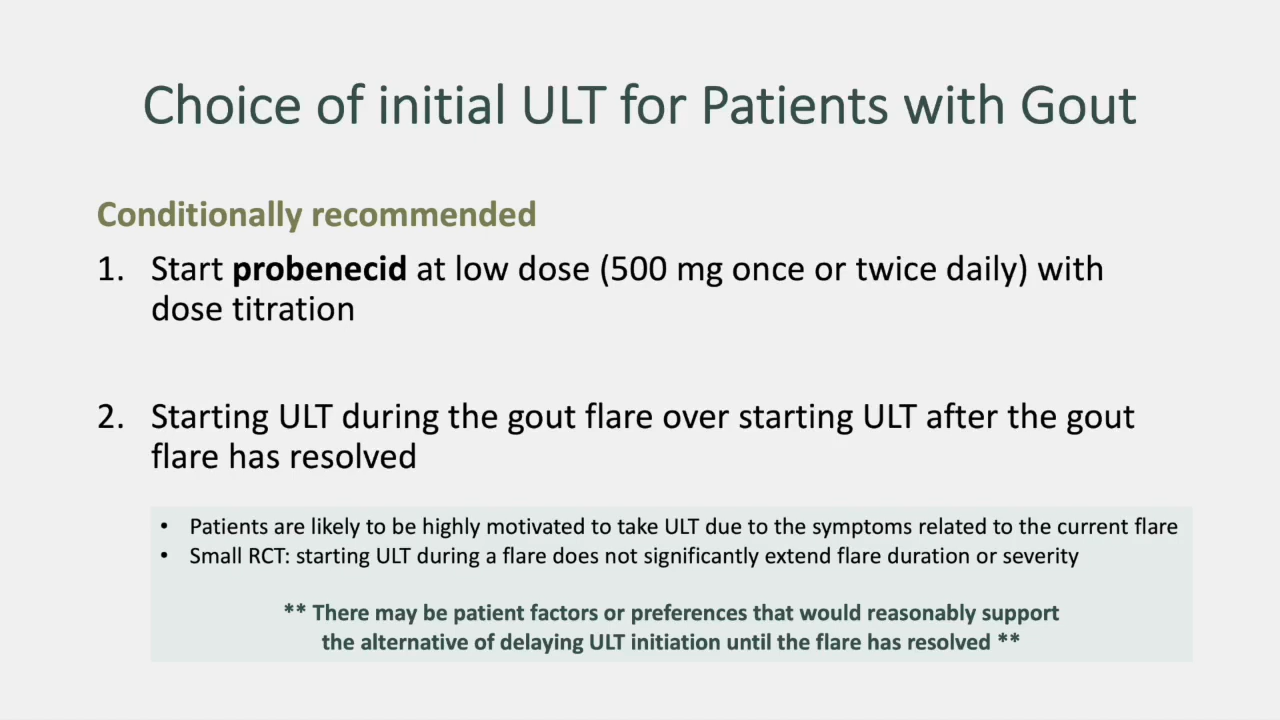 Choice of initial ULT for Patients with Gout
Conditionally recommended
1. Start probenecid at low dose (500 mg once or twice daily) with
dose titration
2. Starting ULT during the gout flare over starting ULT after the gout
flare has resolved
• Patients are likely to be highly motivated to take ULT due to the symptoms related to the current flare
• Small RCT: starting ULT during a flare does not significantly extend flare duration or severity
** There may be patient factors or preferences that would reasonably support
the alternative of delaying ULT initiation until the flare has resolved **